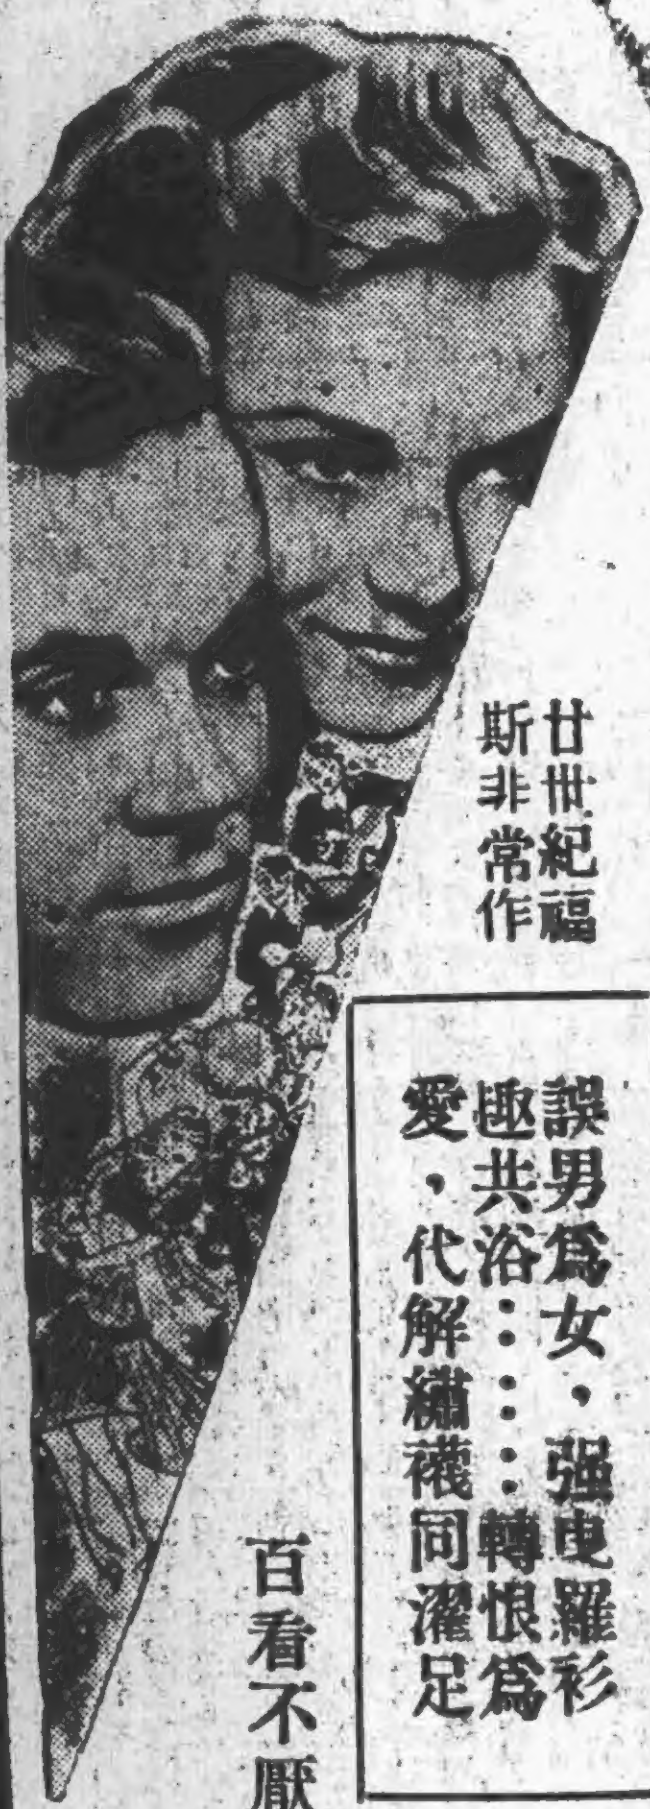 廿世紀福
斯非常作
誤男為女，强曳羅衫
趣共浴⋯⋯轉恨為
愛，代解繡襪同濯足
百看不厭